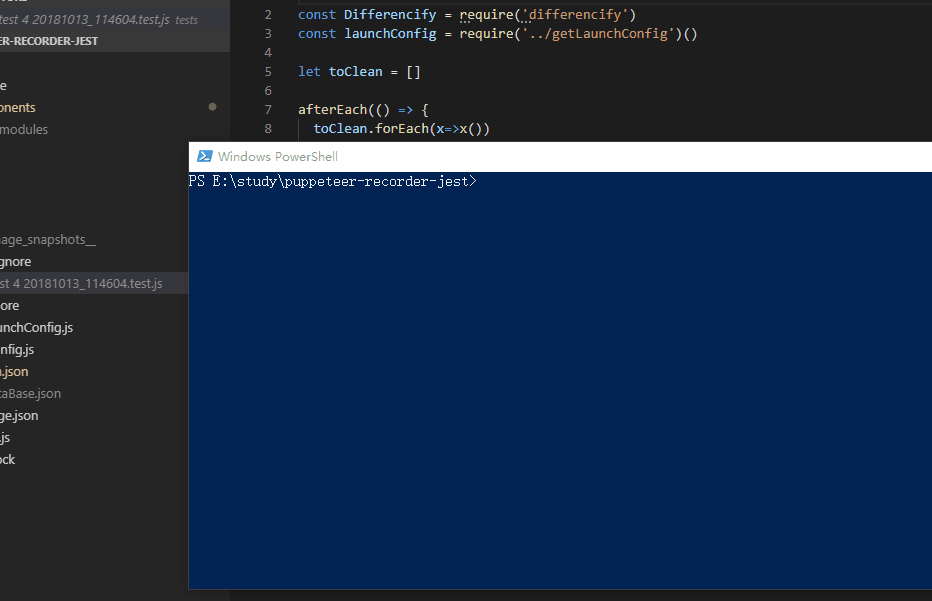 test 4 20181013_114604.test.js tests
ER-RECORDER-JEST
e
onents
modules
age_snapshots__
gnore
st 4 20181013_114604.test.js
ore
unchConfig.js
nfig.js
.json
taBase.json
ge.json
.js
ock
2 const Differencify = require('differencify')
3 const launchConfig = require('../getLaunchConfig')()
4
5 let toClean = []
6
7 afterEach(() => {
8 toClean.forEach(x=>x())
Windows PowerShell
PS E:\study\puppeteer-recorder-jest>